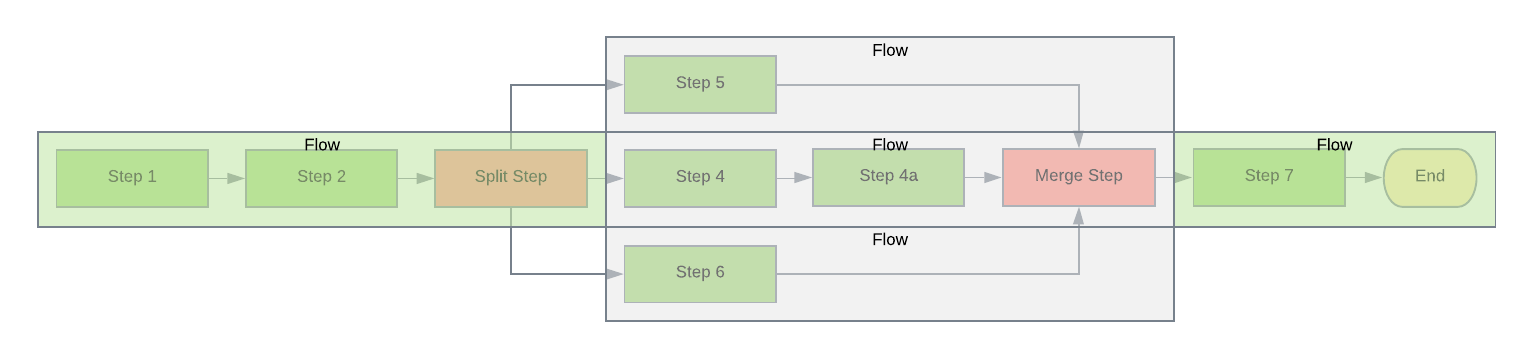 Flow
Step 5
Flow
Flow
Flow
Step 1
Step 2
Split Step
Step 4
Step 4a
Merge Step
Step 7
End
Flow
Step 6